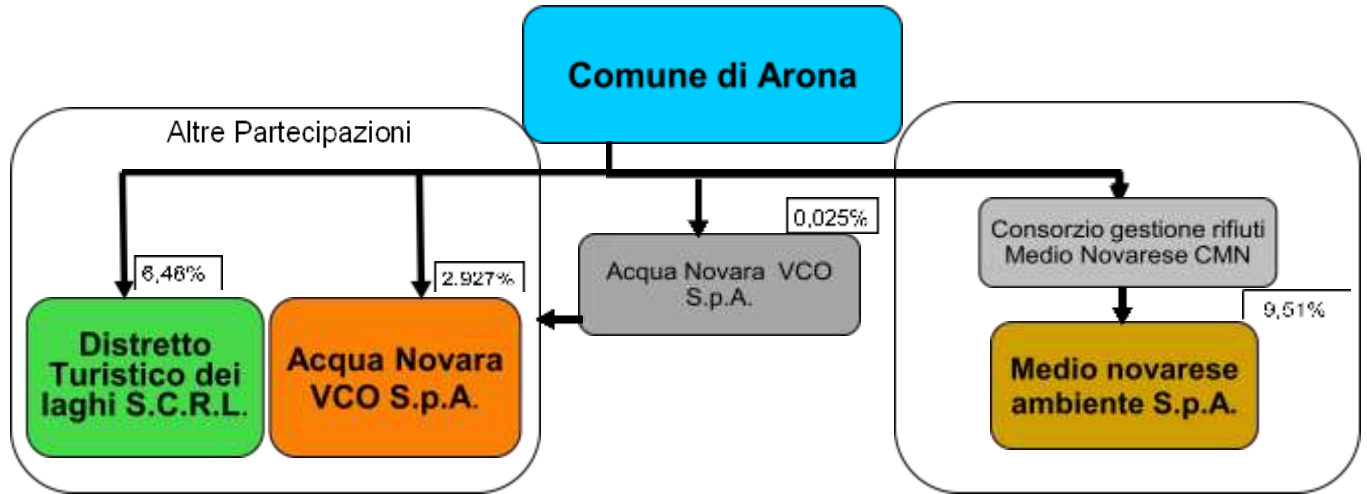 Comune di Arona
Altre Partecipazioni
6,48%
Distretto
Turistico dei
laghi S.C.R.L.
2.927%
Acqua Novara
VCO S.p.A.
0,025%
Acqua Novara VCO
S.p.A.
Consorzio gestione rifiuti
Medio Novarese CMN
9,51%
Medio novarese
ambiente S.p.A.